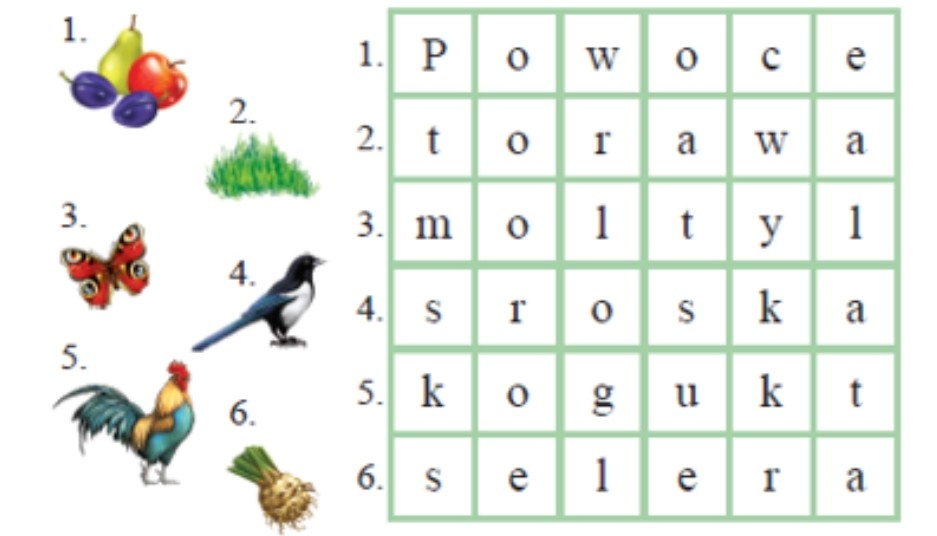 1.
2.
3.
4.
5.
6.
1. P o w o c e
2. t o r a w a
3. m o l t y l
4. s r o s k a
5. k o g u k t
6. s e l e r a